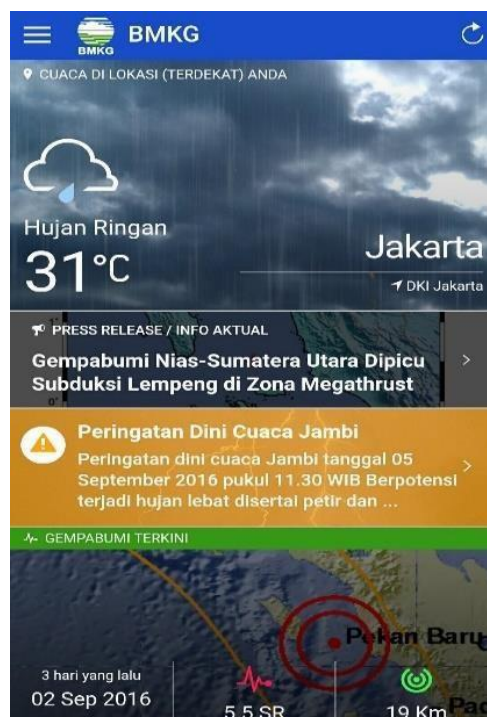 BMKG
BMKG
CUACA DI LOKASI (TERDEKAT) ANDA
Hujan Ringan
31°C
Jakarta
DKI Jakarta
PRESS RELEASE / INFO AKTUAL
Gempabumi Nias-Sumatera Utara Dipicu
Subduksi Lempeng di Zona Megathrust
Peringatan Dini Cuaca Jambi
Peringatan dini cuaca Jambi tanggal 05
September 2016 pukul 11.30 WIB Berpotensi
terjadi hujan lebat disertai petir dan ...
GEMPABUMI TERKINI
Pekan Baru
3 hari yang lalu
02 Sep 2016
5.5 SR
19 Km
Pad